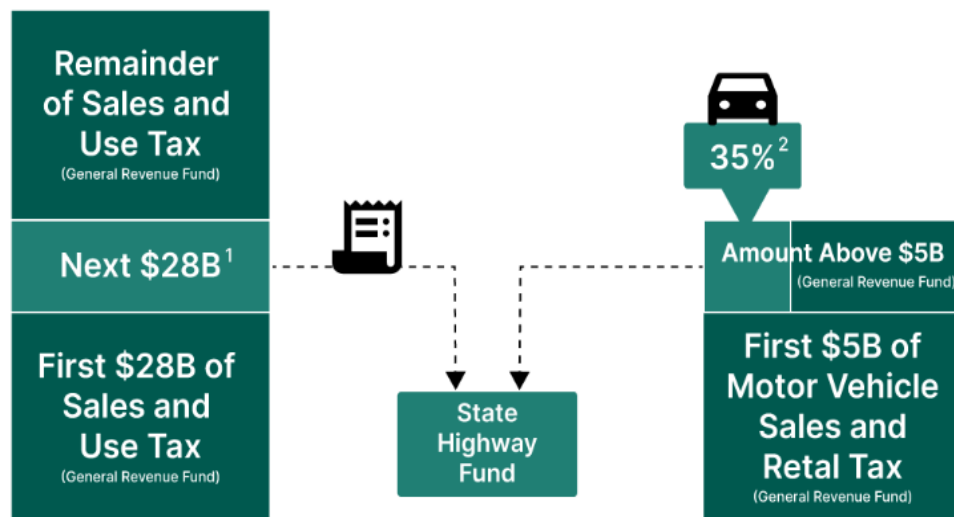 Remainder
of Sales and
Use Tax
(General Revenue Fund)
Next $28B¹
First $28B of
Sales and
Use Tax
(General Revenue Fund)
State
Highway
Fund
35%²
Amount Above $5B
(General Revenue Fund)
First $5B of
Motor Vehicle
Sales and
Retal Tax
(General Revenue Fund)